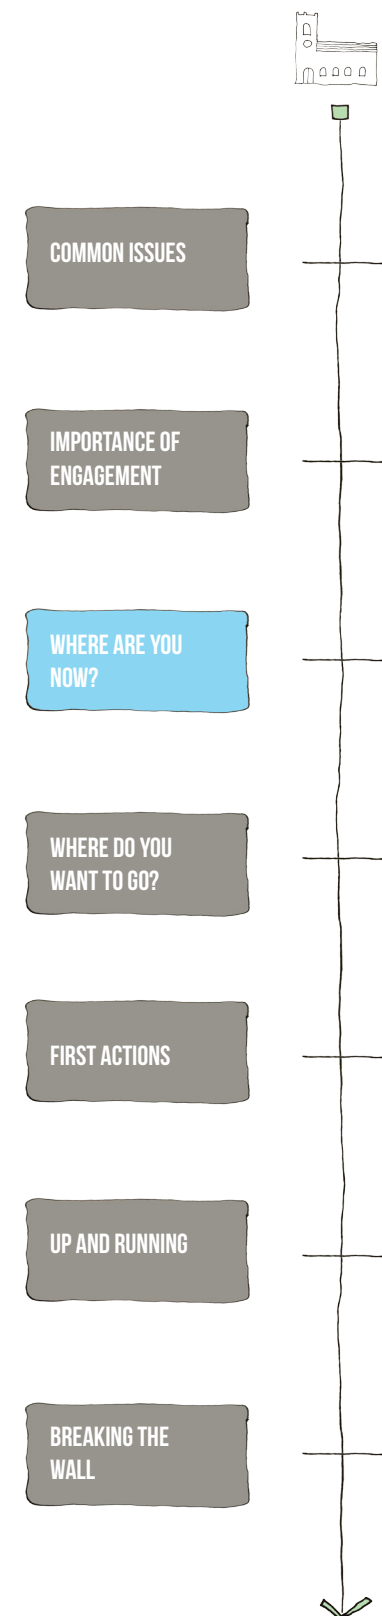 COMMON ISSUES
IMPORTANCE OF
ENGAGEMENT
WHERE ARE YOU
NOW?
WHERE DO YOU
WANT TO GO?
FIRST ACTIONS
UP AND RUNNING
BREAKING THE
WALL